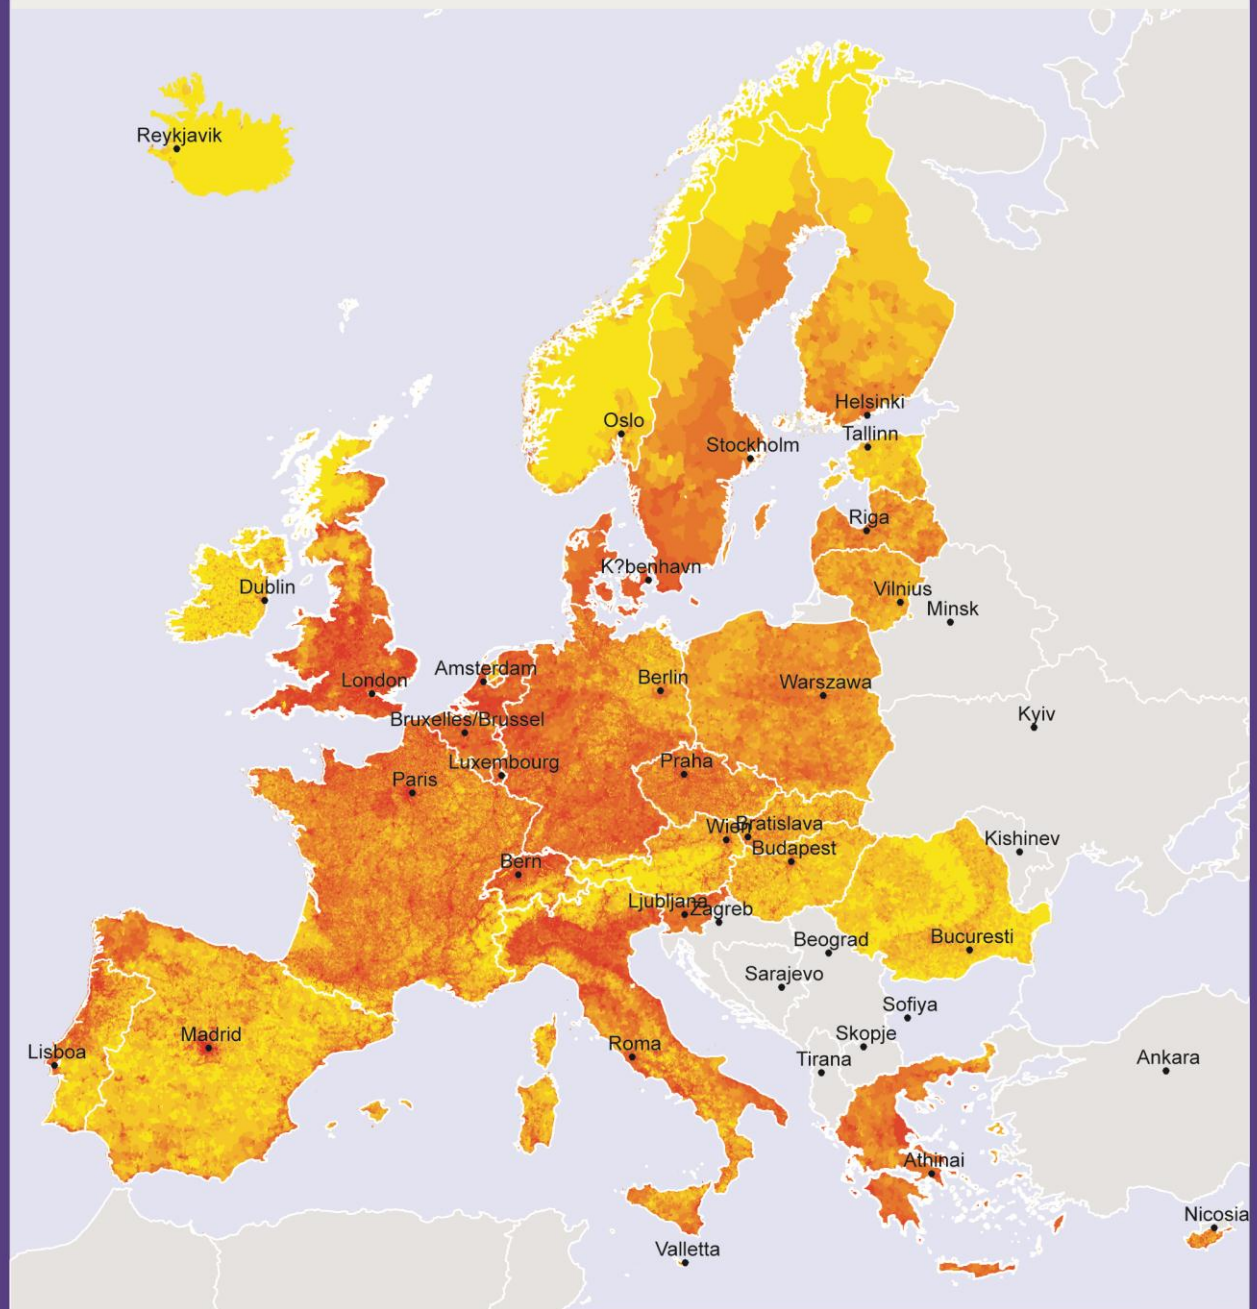 Reykjavik
Oslo
Helsinki
Tallinn
Stockholm
Riga
K?benhavn
Dublin
Vilnius
Minsk
Amsterdam
London
Berlin
Warszawa
Bruxelles/Brussel
Kyiv
Luxembourg
Praha
Paris
Wien
Bratislava
Kishinev
Budapest
Bern
Ljubljana
Zagreb
Beograd
Bucuresti
Sarajevo
Sofiya
Madrid
Skopje
Roma
Lisboa
Tirana
Ankara
Athinai
Nicosia
Valletta